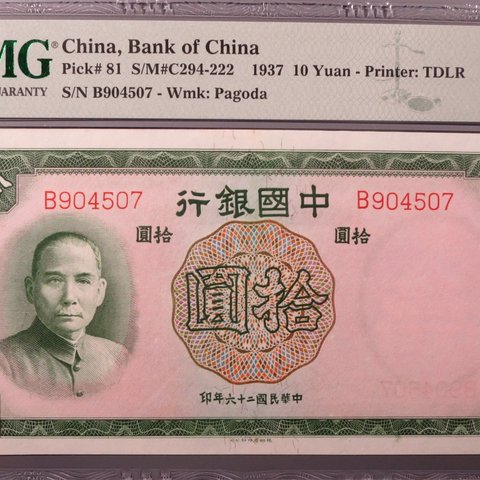 MG China, Bank of China
Pick# 81 S/M#C294-222 1937 10 Yuan - Printer: TDLR
UARANTY S/N B904507 - Wmk: Pagoda
B904507 行銀國中 B904507
圓拾 圓拾
圓拾
印年六十二國民華中